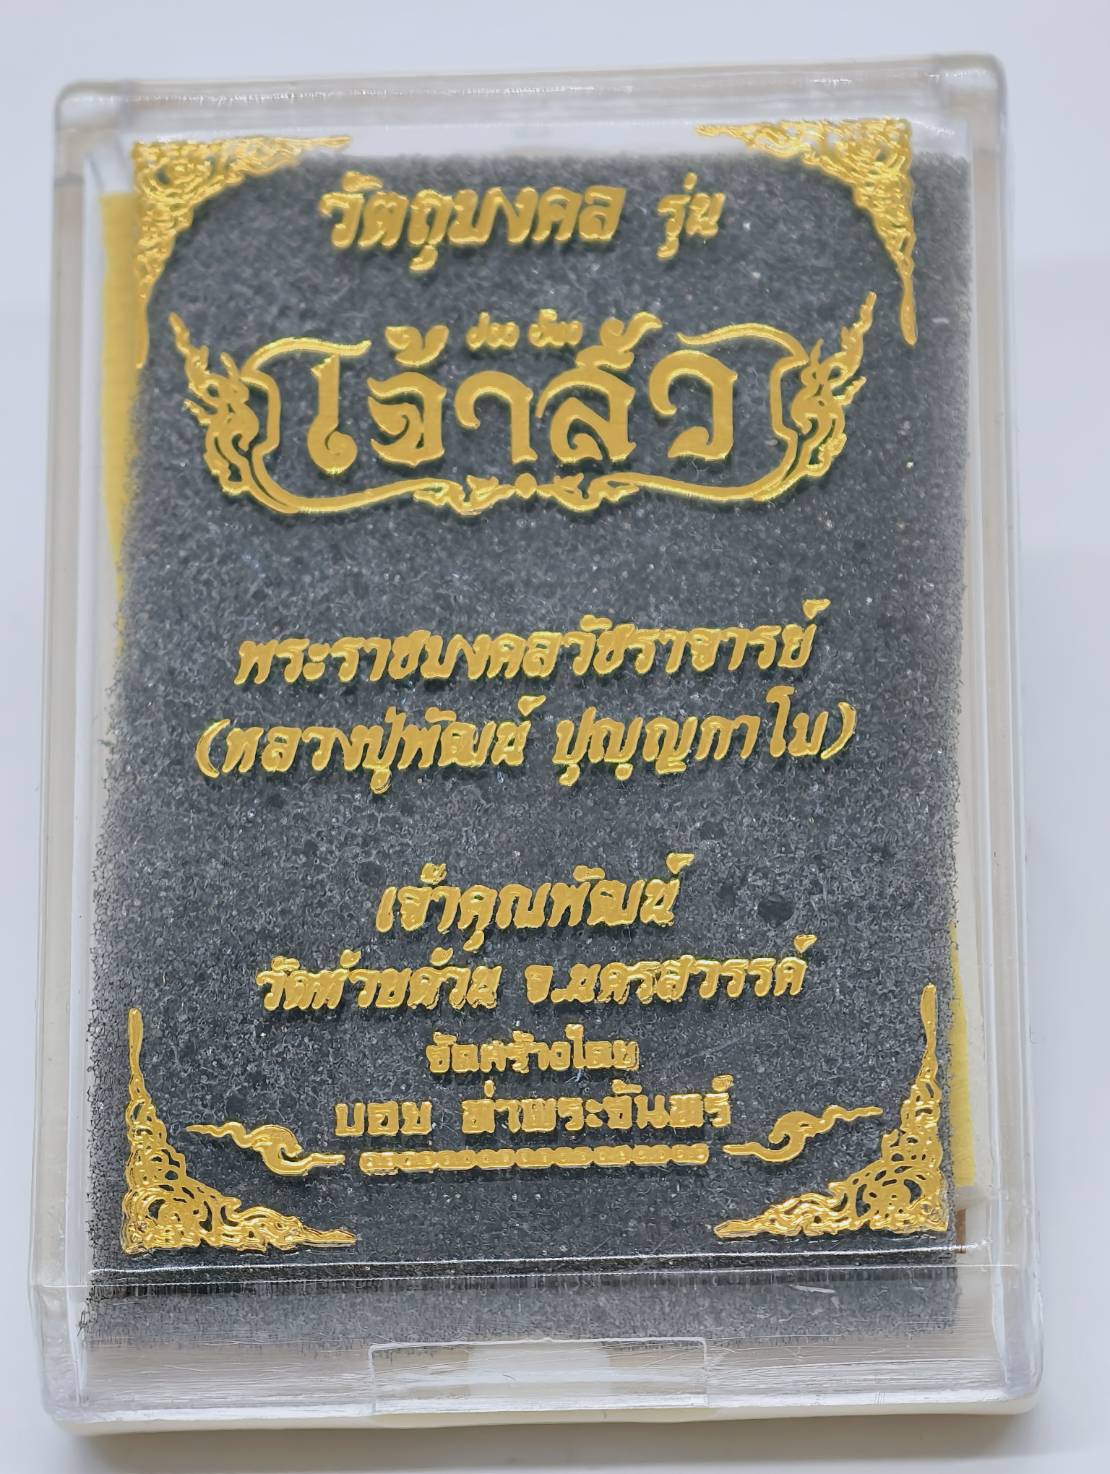 วัตถุมงคล รุ่น
เจ้าสัว
พระราชมงคลวัชราจารย์
(หลวงปู่พัฒน์ ปุญญกาโม)
เจ้าคุณพัฒน์
วัดห้วยด้วน จ.นครสวรรค์
จัดสร้างโดย
บอย ท่าพระจันทร์